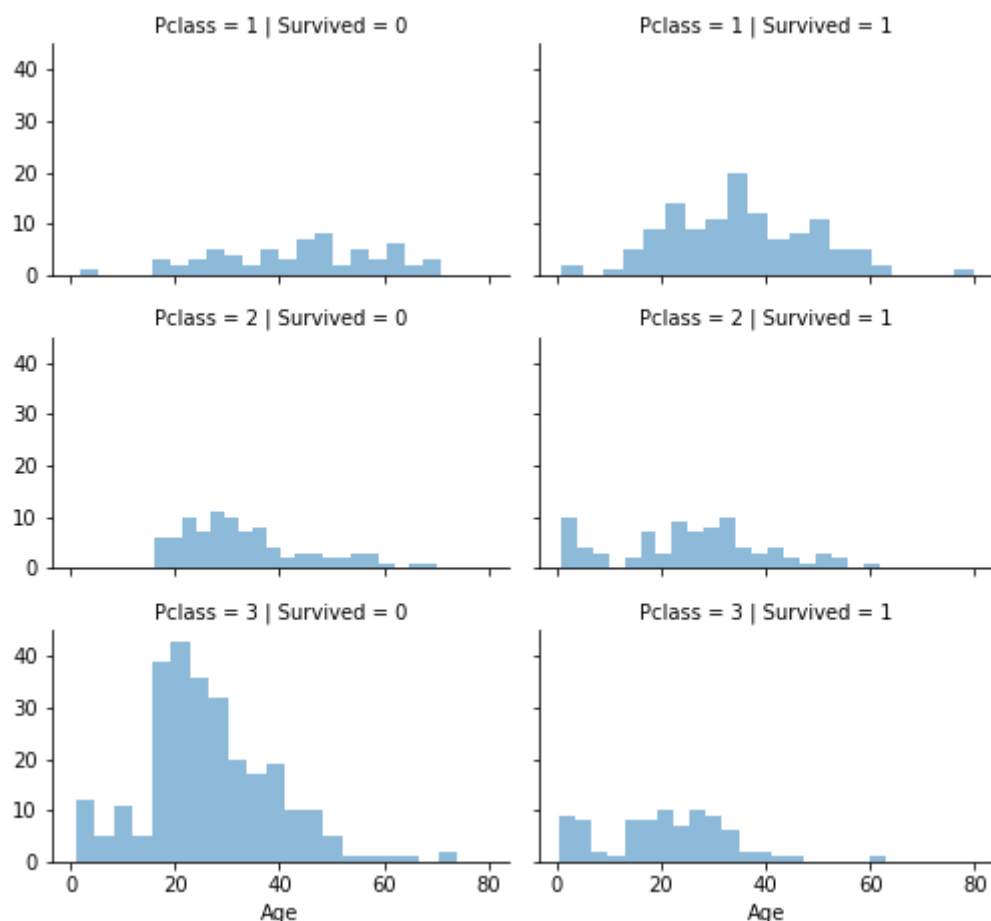 Pclass = 1 | Survived = 0
Pclass = 1 | Survived = 1
40
30
20
10
0
Pclass = 2 | Survived = 0
Pclass = 2 | Survived = 1
40
30
20
10
0
Pclass = 3 | Survived = 0
Pclass = 3 | Survived = 1
40
30
20
10
0
0 20 40 60 80
0 20 40 60 80
Age
Age